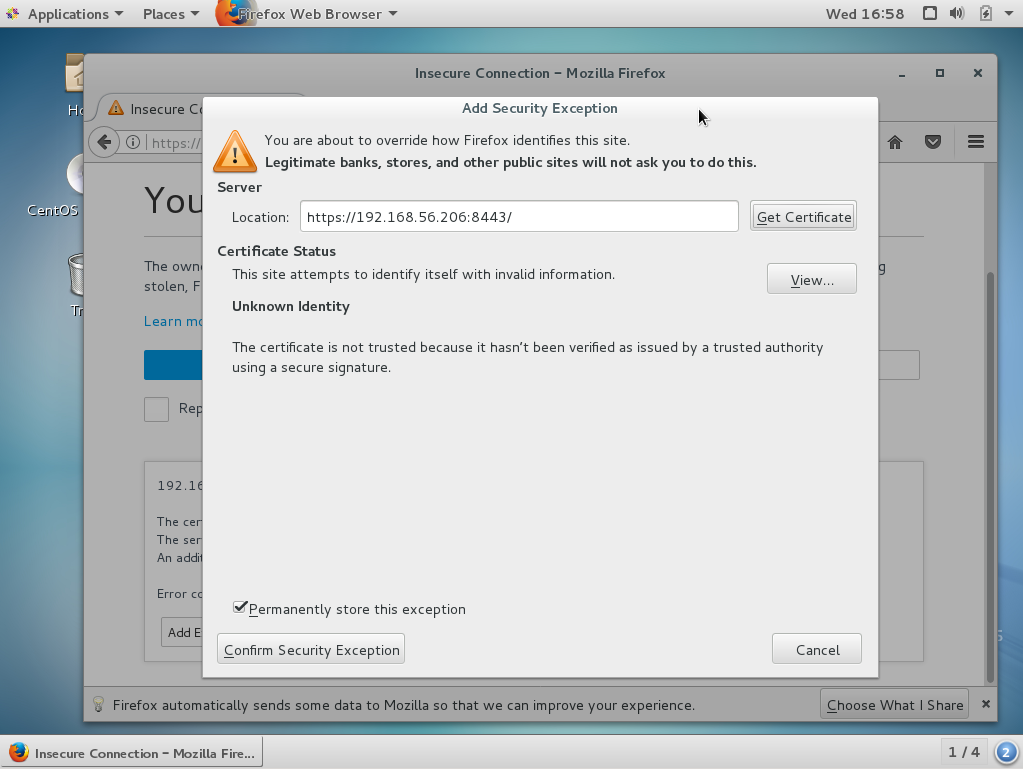 Applications Places Firefox Web Browser Wed 16:58
Insecure Connection – Mozilla Firefox
Insecure
https://
Add Security Exception
You are about to override how Firefox identifies this site.
Legitimate banks, stores, and other public sites will not ask you to do this.
Server
Location: https://192.168.56.206:8443/ Get Certificate
Certificate Status
This site attempts to identify itself with invalid information.
View...
Unknown Identity
The certificate is not trusted because it hasn't been verified as issued by a trusted authority
using a secure signature.
Permanently store this exception
Confirm Security Exception Cancel
CentOS
You
The owne
stolen, F
Learn mo
Rep
192.16
The cer
The ser
An addi
Error co
Add E
Firefox automatically sends some data to Mozilla so that we can improve your experience. Choose What I Share
Insecure Connection – Mozilla Fire... 1 / 4 2